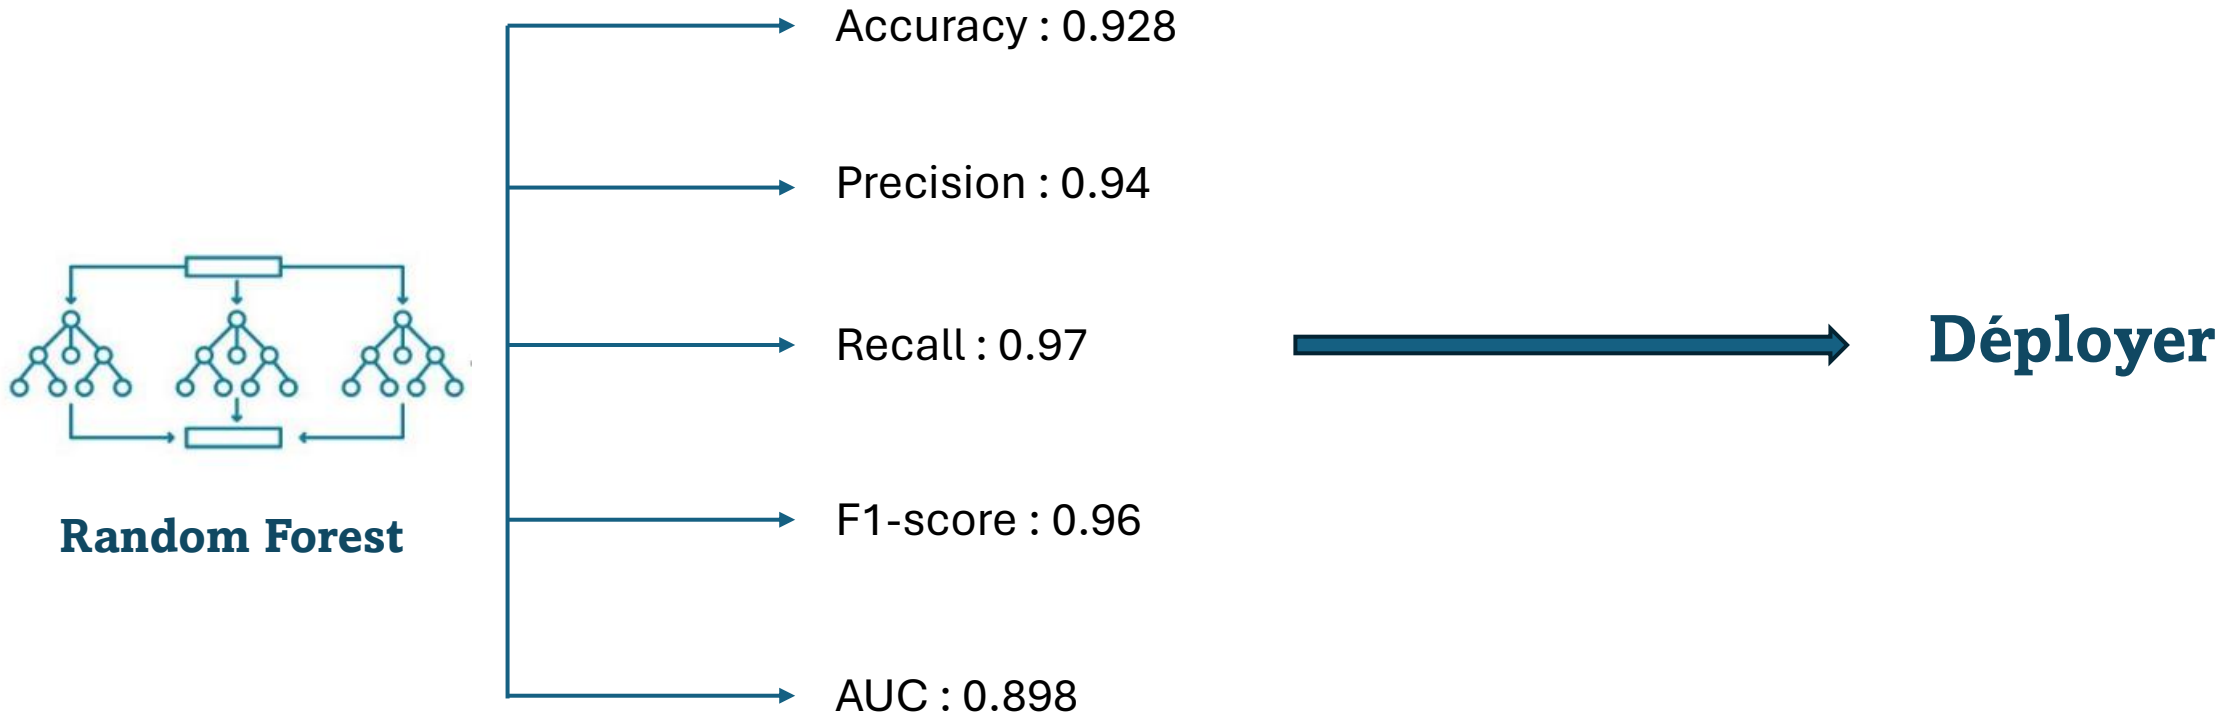 Accuracy : 0.928
Precision : 0.94
Recall : 0.97
Déployer
Random Forest
F1-score : 0.96
AUC : 0.898